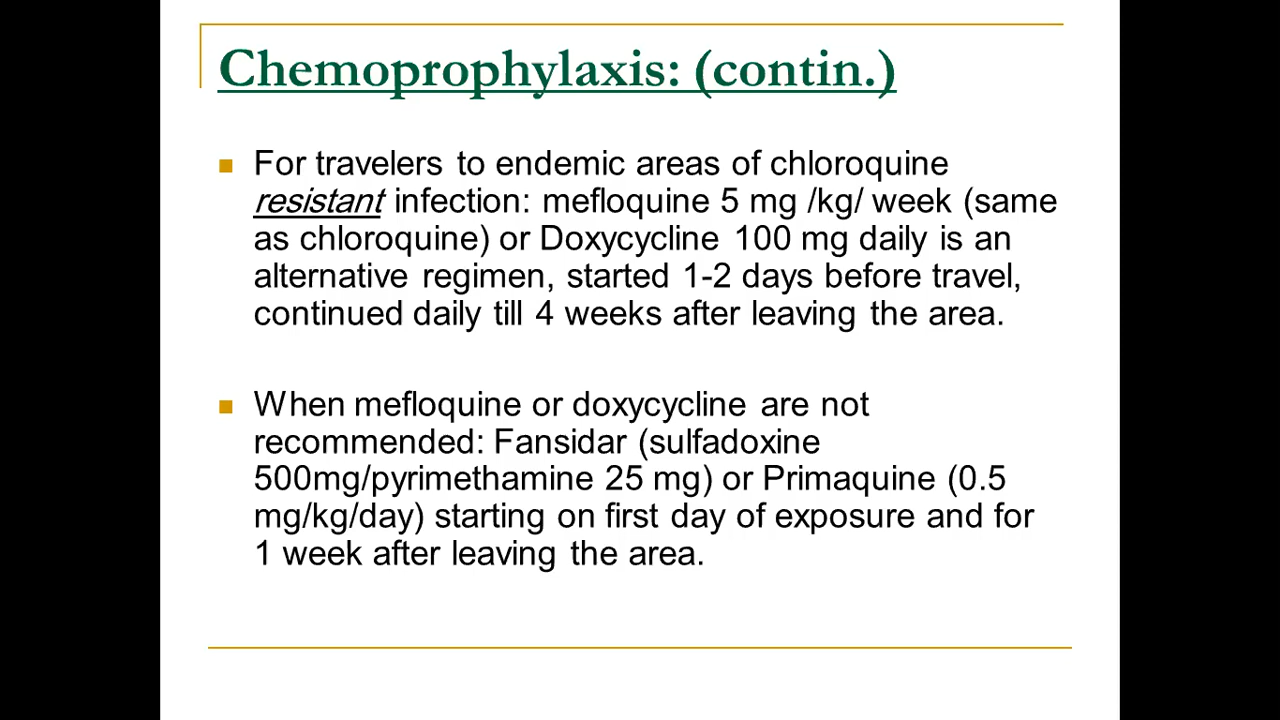 Chemoprophylaxis: (contin.)
For travelers to endemic areas of chloroquine
resistant infection: mefloquine 5 mg /kg/ week (same
as chloroquine) or Doxycycline 100 mg daily is an
alternative regimen, started 1-2 days before travel,
continued daily till 4 weeks after leaving the area.
When mefloquine or doxycycline are not
recommended: Fansidar (sulfadoxine
500mg/pyrimethamine 25 mg) or Primaquine (0.5
mg/kg/day) starting on first day of exposure and for
1 week after leaving the area.